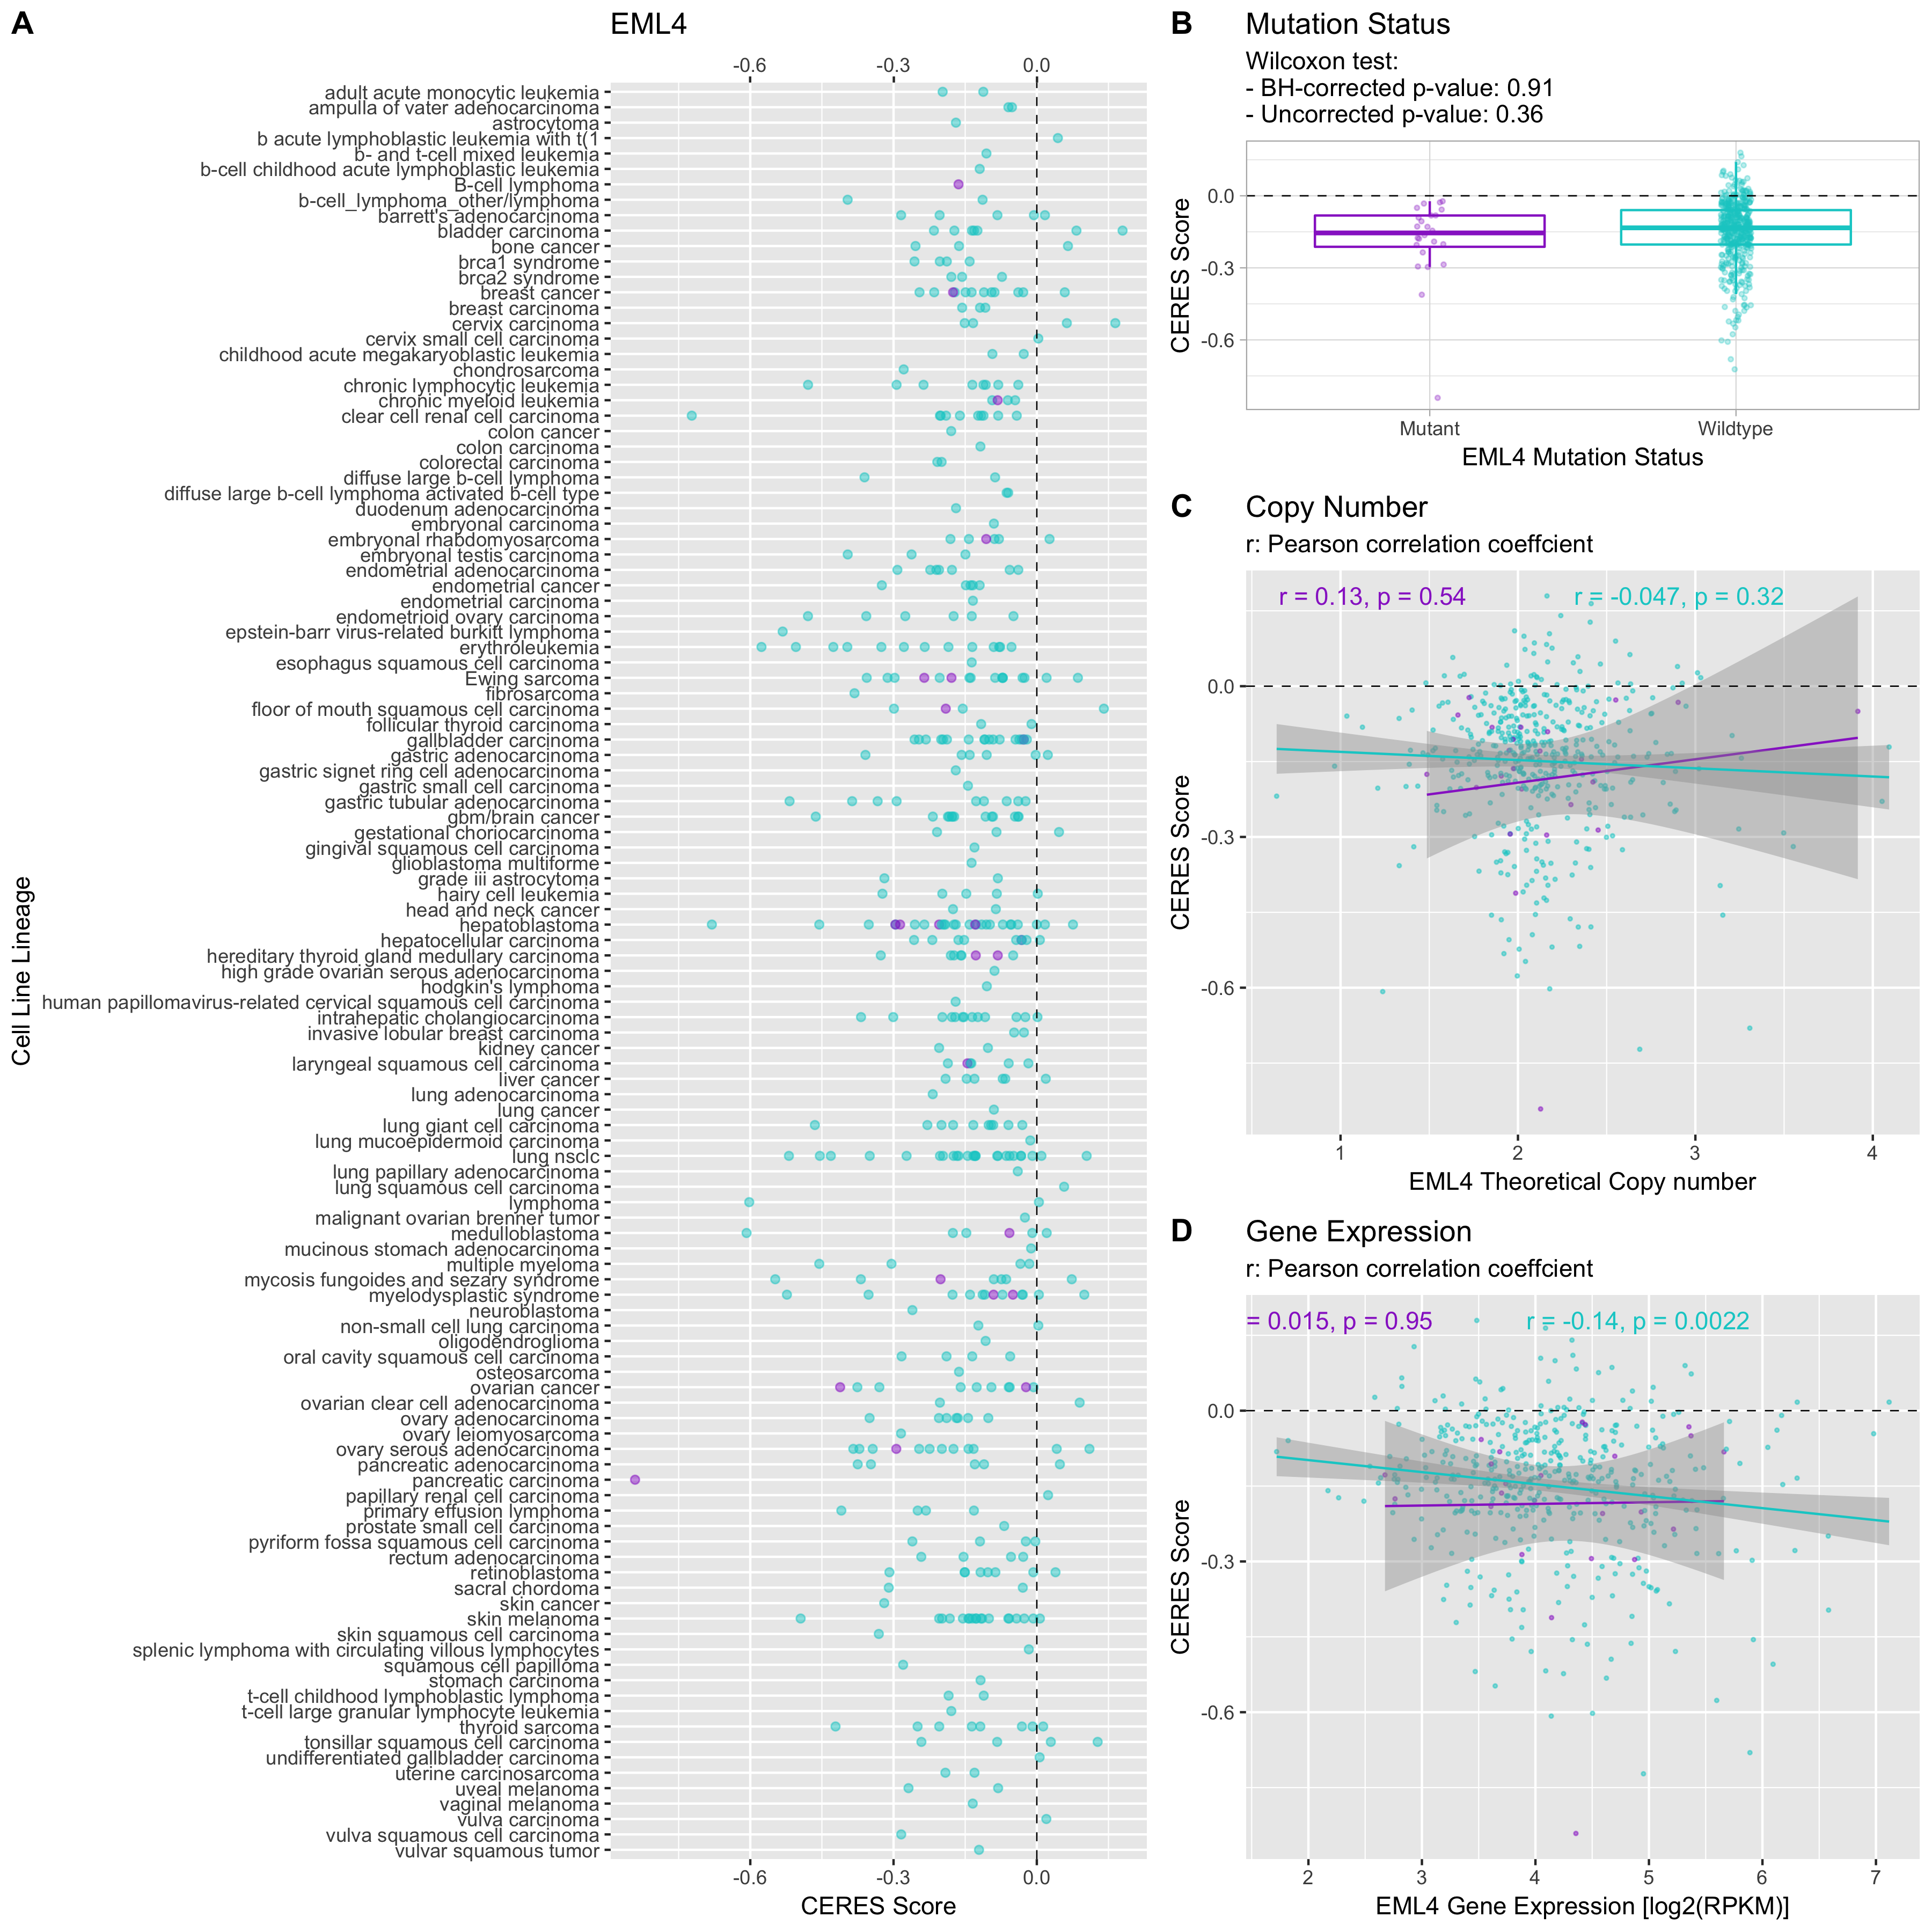 A
EML4
-0.6 -0.3 0.0
adult acute monocytic leukemia
ampulla of vater adenocarcinoma
astrocytoma
b acute lymphoblastic leukemia with t(1
b- and t-cell mixed leukemia
b-cell childhood acute lymphoblastic leukemia
B-cell lymphoma
b-cell_lymphoma_other/lymphoma
barrett's adenocarcinoma
bladder carcinoma
bone cancer
brca1 syndrome
brca2 syndrome
breast cancer
breast carcinoma
cervix carcinoma
cervix small cell carcinoma
childhood acute megakaryoblastic leukemia
chondrosarcoma
chronic lymphocytic leukemia
chronic myeloid leukemia
clear cell renal cell carcinoma
colon cancer
colon carcinoma
colorectal carcinoma
diffuse large b-cell lymphoma
diffuse large b-cell lymphoma activated b-cell type
duodenum adenocarcinoma
embryonal carcinoma
embryonal rhabdomyosarcoma
embryonal testis carcinoma
endometrial adenocarcinoma
endometrial cancer
endometrial carcinoma
endometrioid ovary carcinoma
epstein-barr virus-related burkitt lymphoma
erythroleukemia
esophagus squamous cell carcinoma
Ewing sarcoma
fibrosarcoma
floor of mouth squamous cell carcinoma
follicular thyroid carcinoma
gallbladder carcinoma
gastric adenocarcinoma
gastric signet ring cell adenocarcinoma
gastric small cell carcinoma
gastric tubular adenocarcinoma
gbm/brain cancer
gestational choriocarcinoma
gingival squamous cell carcinoma
glioblastoma multiforme
grade iii astrocytoma
hairy cell leukemia
head and neck cancer
hepatoblastoma
hepatocellular carcinoma
hereditary thyroid gland medullary carcinoma
high grade ovarian serous adenocarcinoma
hodgkin's lymphoma
human papillomavirus-related cervical squamous cell carcinoma
intrahepatic cholangiocarcinoma
invasive lobular breast carcinoma
kidney cancer
laryngeal squamous cell carcinoma
liver cancer
lung adenocarcinoma
lung cancer
lung giant cell carcinoma
lung mucoepidermoid carcinoma
lung nsclc
lung papillary adenocarcinoma
lung squamous cell carcinoma
lymphoma
malignant ovarian brenner tumor
medulloblastoma
mucinous stomach adenocarcinoma
multiple myeloma
mycosis fungoides and sezary syndrome
myelodysplastic syndrome
neuroblastoma
non-small cell lung carcinoma
oligodendroglioma
oral cavity squamous cell carcinoma
osteosarcoma
ovarian cancer
ovarian clear cell adenocarcinoma
ovary adenocarcinoma
ovary leiomyosarcoma
ovary serous adenocarcinoma
pancreatic adenocarcinoma
pancreatic carcinoma
papillary renal cell carcinoma
primary effusion lymphoma
prostate small cell carcinoma
pyriform fossa squamous cell carcinoma
rectum adenocarcinoma
retinoblastoma
sacral chordoma
skin cancer
skin melanoma
skin squamous cell carcinoma
splenic lymphoma with circulating villous lymphocytes
squamous cell papilloma
stomach carcinoma
t-cell childhood lymphoblastic lymphoma
t-cell large granular lymphocyte leukemia
thyroid sarcoma
tonsillar squamous cell carcinoma
undifferentiated gallbladder carcinoma
uterine carcinosarcoma
uveal melanoma
vaginal melanoma
vulva carcinoma
vulva squamous cell carcinoma
vulvar squamous tumor
-0.6 -0.3 0.0
CERES Score
Cell Line Lineage
B
Mutation Status
Wilcoxon test:
- BH-corrected p-value: 0.91
- Uncorrected p-value: 0.36
0.0
-0.3
-0.6
CERES Score
Mutant Wildtype
EML4 Mutation Status
C
Copy Number
r: Pearson correlation coeffcient
r = 0.13, p = 0.54 r = -0.047, p = 0.32
0.0
-0.3
-0.6
CERES Score
1 2 3 4
EML4 Theoretical Copy number
D
Gene Expression
r: Pearson correlation coeffcient
= 0.015, p = 0.95 r = -0.14, p = 0.0022
0.0
-0.3
-0.6
CERES Score
2 3 4 5 6 7
EML4 Gene Expression [log2(RPKM)]